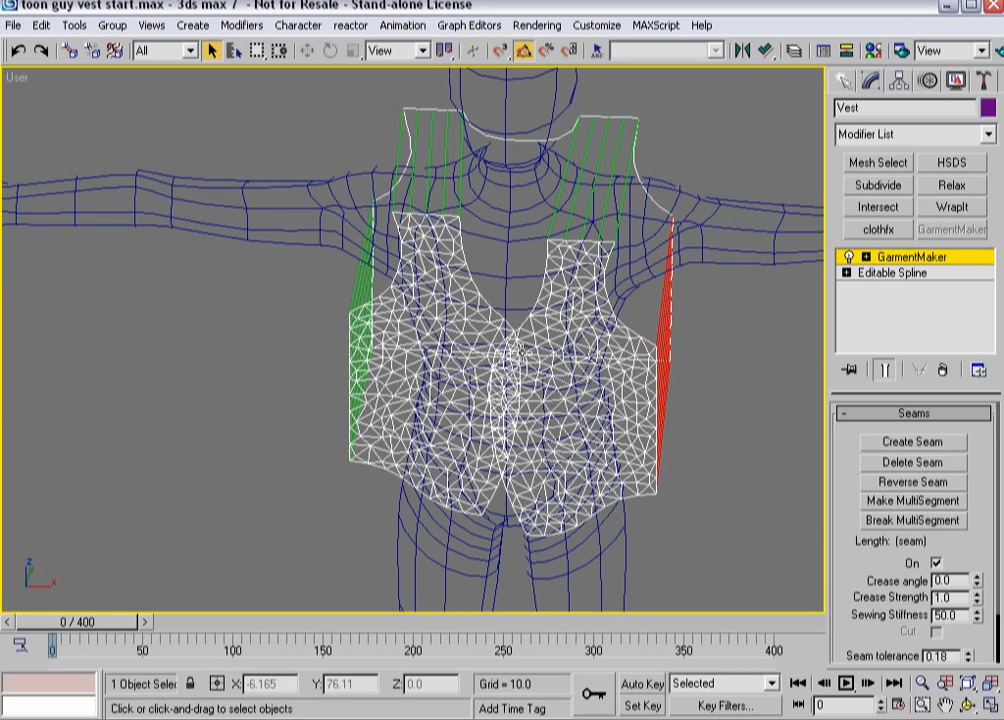 toon guy vest start.max - 3ds max 7 - Not for Resale - Stand-alone License
File Edit Tools Group Views Create Modifiers Character reactor Animation Graph Editors Rendering Customize MAXScript Help
All View View
User
Vest
Modifier List
Mesh Select HSDS
Subdivide Relax
Intersect WrapIt
clothfx GarmentMaker
GarmentMaker
Editable Spline
- Seams
Create Seam
Delete Seam
Reverse Seam
Make MultiSegment
Break MultiSegment
Length: (seam)
On
Crease angle 0.0
Crease Strength 1.0
Sewing Stiffness 50.0
Cut
Seam tolerance 0.18
z
x
< 0 / 400 >
0 50 100 150 200 250 300 350 400
1 Object Selec X: -6.165 Y: 76.11 Z: 0.0 Grid = 10.0 Auto Key Selected
Click or click-and-drag to select objects Add Time Tag Set Key Key Filters... 0